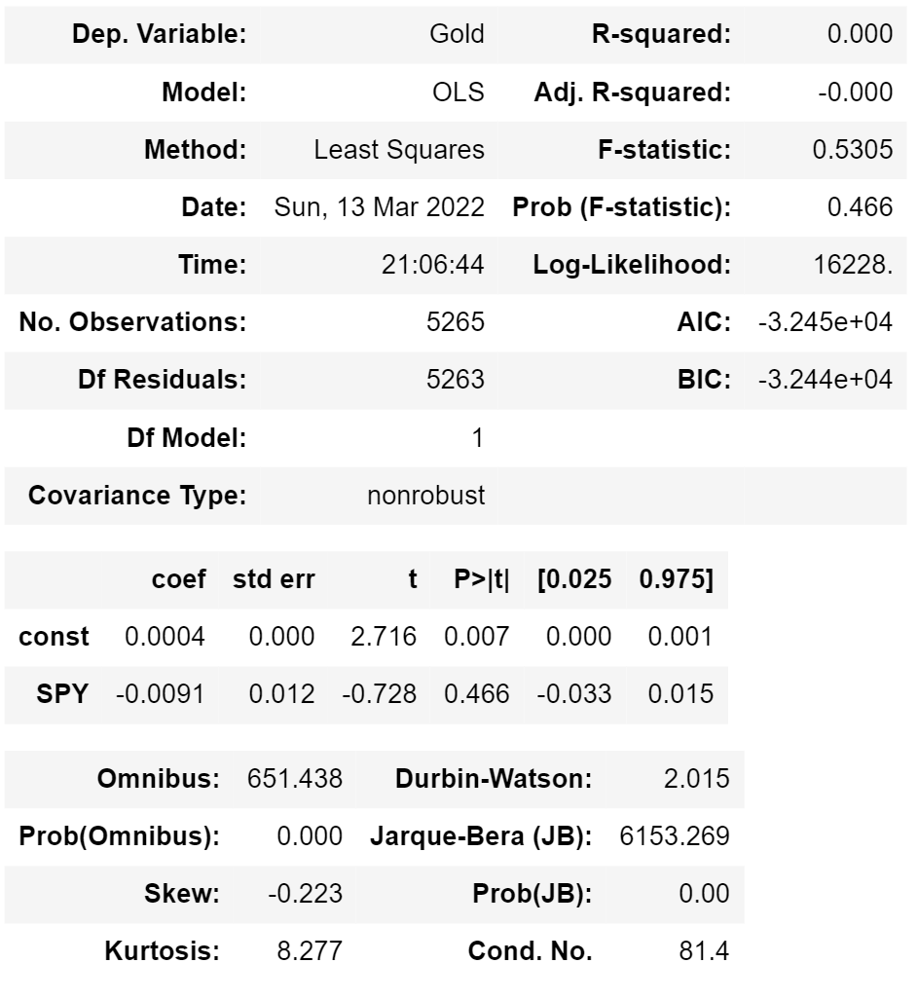 Dep. Variable: Gold R-squared: 0.000
Model: OLS Adj. R-squared: -0.000
Method: Least Squares F-statistic: 0.5305
Date: Sun, 13 Mar 2022 Prob (F-statistic): 0.466
Time: 21:06:44 Log-Likelihood: 16228.
No. Observations: 5265 AIC: -3.245e+04
Df Residuals: 5263 BIC: -3.244e+04
Df Model: 1
Covariance Type: nonrobust
coef std err t P>|t| [0.025 0.975]
const 0.0004 0.000 2.716 0.007 0.000 0.001
SPY -0.0091 0.012 -0.728 0.466 -0.033 0.015
Omnibus: 651.438 Durbin-Watson: 2.015
Prob(Omnibus): 0.000 Jarque-Bera (JB): 6153.269
Skew: -0.223 Prob(JB): 0.00
Kurtosis: 8.277 Cond. No. 81.4